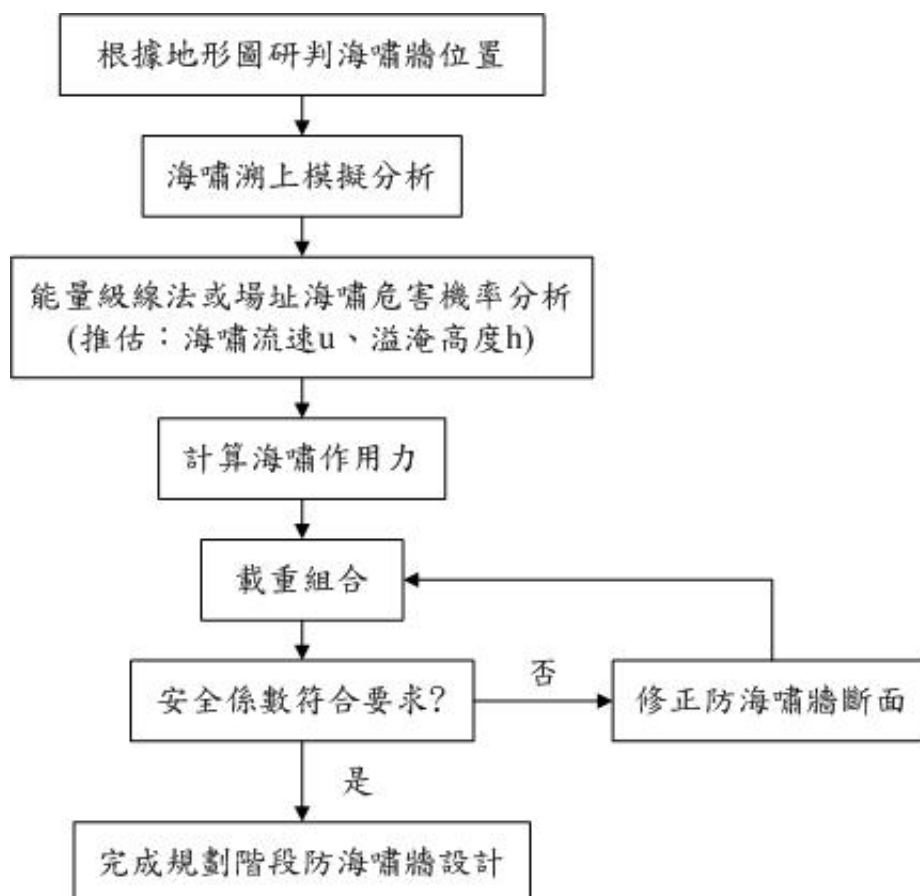 根據地形圖研判海嘯牆位置
海嘯溯上模擬分析
能量級線法或場址海嘯危害機率分析
(推估：海嘯流速u、溢淹高度h)
計算海嘯作用力
載重組合
安全係數符合要求?
否
修正防海嘯牆斷面
是
完成規劃階段防海嘯牆設計